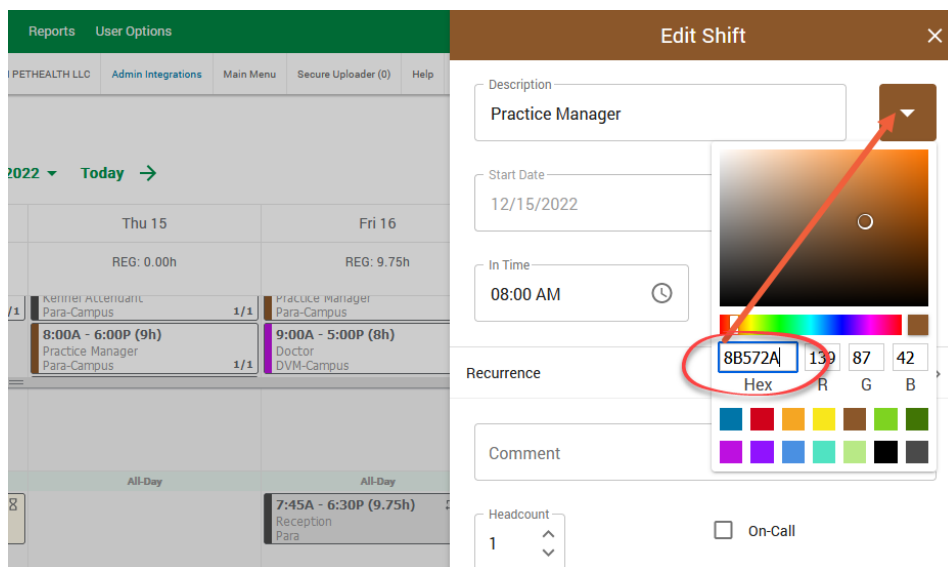 Reports User Options
PETHEALTH LLC Admin Integrations Main Menu Secure Uploader (0) Help
2022 Today
Thu 15 Fri 16
REG: 0.00h REG: 9.75h
Kennel Attendant
Para-Campus 1/1
Practice Manager
Para-Campus
/1
8:00A - 6:00P (9h)
Practice Manager
Para-Campus 1/1
9:00A - 5:00P (8h)
Doctor
DVM-Campus
All-Day All-Day
8
7:45A - 6:30P (9.75h)
Reception
Para
Edit Shift
Description
Practice Manager
Start Date
12/15/2022
In Time
08:00 AM
8B572A 139 87 42
Hex R G B
Recurrence
Comment
Headcount
1
On-Call